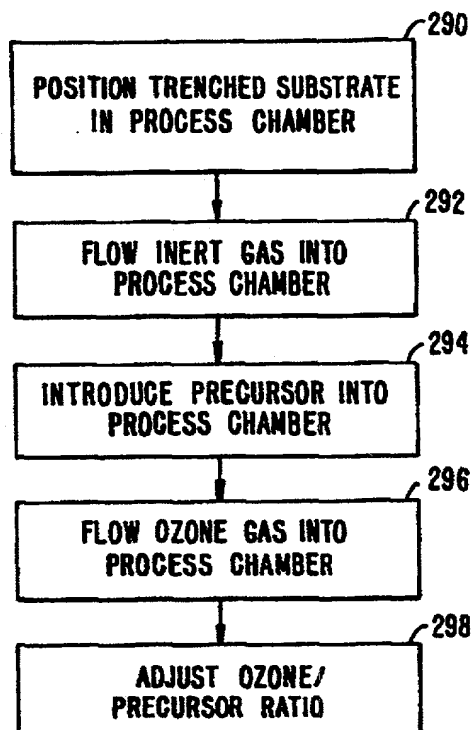 290
POSITION TRENCHED SUBSTRATE
IN PROCESS CHAMBER
292
FLOW INERT GAS INTO
PROCESS CHAMBER
294
INTRODUCE PRECURSOR INTO
PROCESS CHAMBER
296
FLOW OZONE GAS INTO
PROCESS CHAMBER
298
ADJUST OZONE/
PRECURSOR RATIO